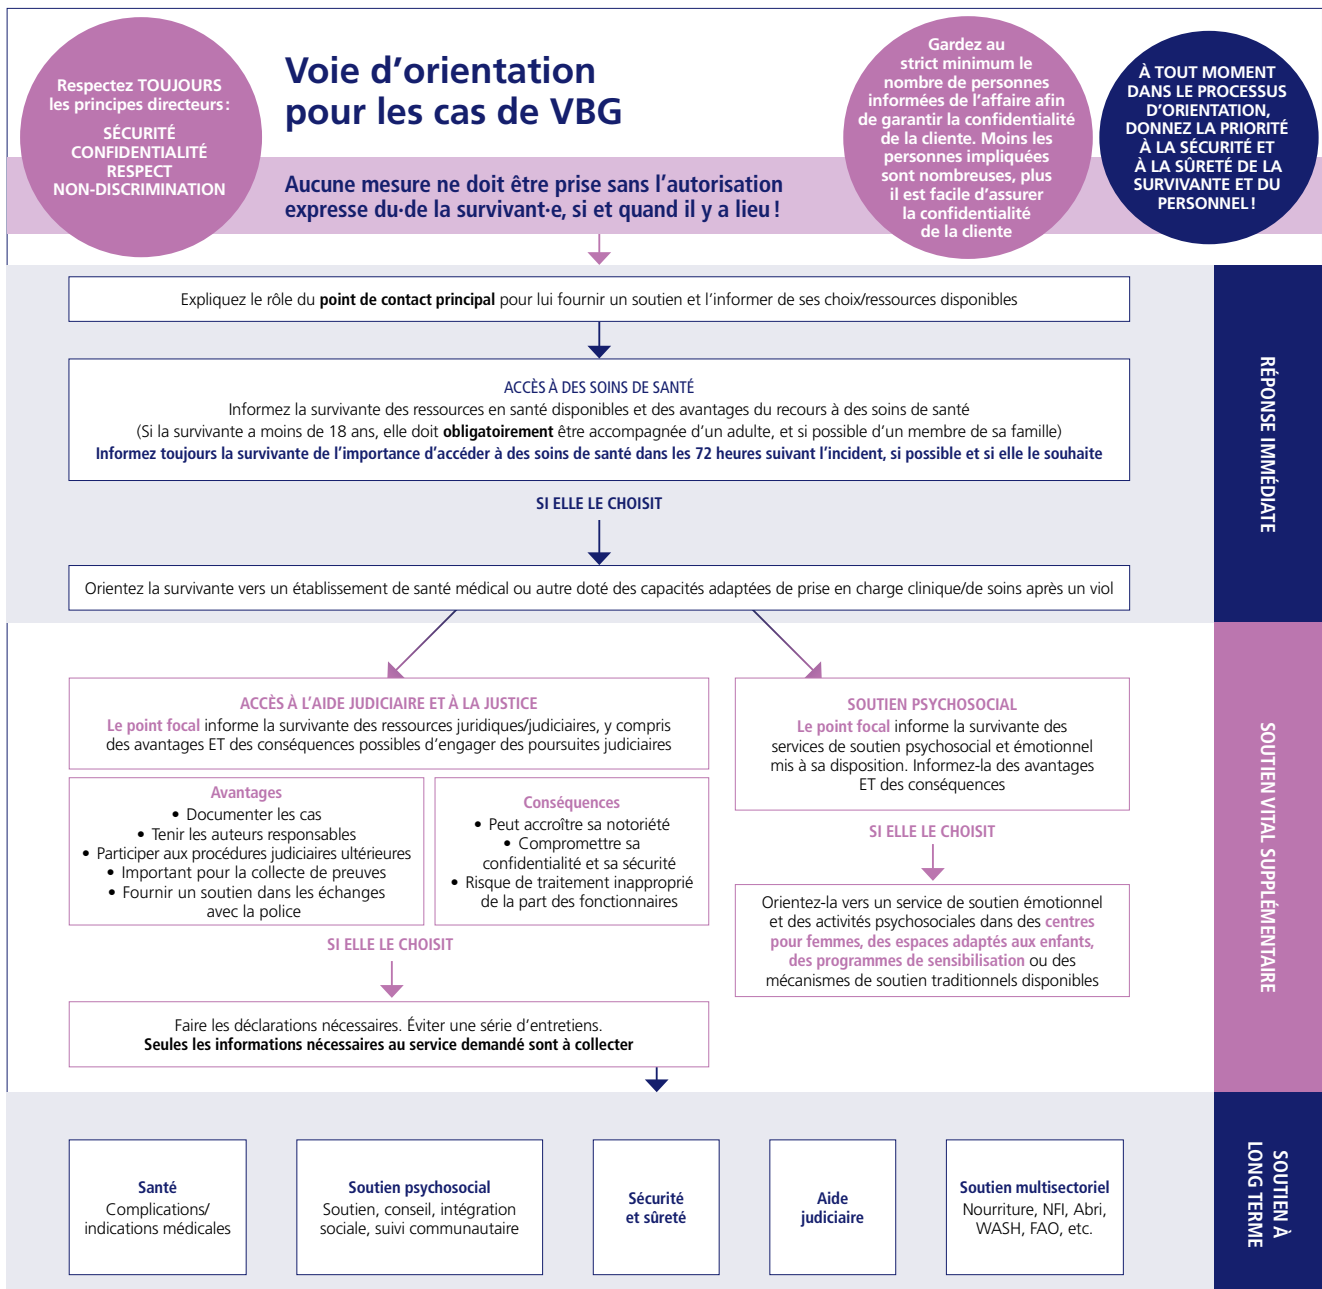 Respectez TOUJOURS
les principes directeurs :
SÉCURITÉ
CONFIDENTIALITÉ
RESPECT
NON-DISCRIMINATION
Voie d’orientation
pour les cas de VBG
Aucune mesure ne doit être prise sans l’autorisation
expresse du·de la survivant·e, si et quand il y a lieu !
Gardez au
strict minimum le
nombre de personnes
informées de l’affaire afin
de garantir la confidentialité
de la cliente. Moins les
personnes impliquées
sont nombreuses, plus
il est facile d’assurer
la confidentialité
de la cliente
À TOUT MOMENT
DANS LE PROCESSUS
D’ORIENTATION,
DONNEZ LA PRIORITÉ
À LA SÉCURITÉ ET
À LA SÛRETÉ DE LA
SURVIVANTE ET DU
PERSONNEL !
Expliquez le rôle du point de contact principal pour lui fournir un soutien et l’informer de ses choix/ressources disponibles
ACCÈS À DES SOINS DE SANTÉ
Informez la survivante des ressources en santé disponibles et des avantages du recours à des soins de santé
(Si la survivante a moins de 18 ans, elle doit obligatoirement être accompagnée d’un adulte, et si possible d’un membre de sa famille)
Informez toujours la survivante de l’importance d’accéder à des soins de santé dans les 72 heures suivant l’incident, si possible et si elle le souhaite
SI ELLE LE CHOISIT
Orientez la survivante vers un établissement de santé médical ou autre doté des capacités adaptées de prise en charge clinique/de soins après un viol
RÉPONSE IMMÉDIATE
ACCÈS À L’AIDE JUDICIAIRE ET À LA JUSTICE
Le point focal informe la survivante des ressources juridiques/judiciaires, y compris
des avantages ET des conséquences possibles d’engager des poursuites judiciaires
Avantages
• Documenter les cas
• Tenir les auteurs responsables
• Participer aux procédures judiciaires ultérieures
• Important pour la collecte de preuves
• Fournir un soutien dans les échanges
avec la police
Conséquences
• Peut accroître sa notoriété
• Compromettre sa
confidentialité et sa sécurité
• Risque de traitement inapproprié
de la part des fonctionnaires
SI ELLE LE CHOISIT
Faire les déclarations nécessaires. Éviter une série d’entretiens.
Seules les informations nécessaires au service demandé sont à collecter
SOUTIEN PSYCHOSOCIAL
Le point focal informe la survivante des
services de soutien psychosocial et émotionnel
mis à sa disposition. Informez-la des avantages
ET des conséquences
SI ELLE LE CHOISIT
Orientez-la vers un service de soutien émotionnel
et des activités psychosociales dans des centres
pour femmes, des espaces adaptés aux enfants,
des programmes de sensibilisation ou des
mécanismes de soutien traditionnels disponibles
SOUTIEN VITAL SUPPLÉMENTAIRE
Santé
Complications/
indications médicales
Soutien psychosocial
Soutien, conseil, intégration
sociale, suivi communautaire
Sécurité
et sûreté
Aide
judiciaire
Soutien multisectoriel
Nourriture, NFI, Abri,
WASH, FAO, etc.
SOUTIEN À
LONG TERME